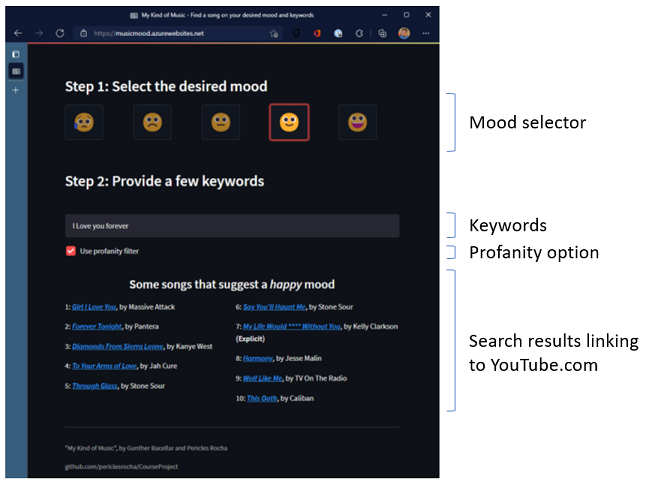 My Kind of Music - Find a song on your desired mood and keywords
https://musicmood.azurewebsites.net
Step 1: Select the desired mood
Mood selector
Step 2: Provide a few keywords
I Love you forever
Keywords
Use profanity filter
Profanity option
Some songs that suggest a happy mood
1: Girl I Love You, by Massive Attack
2: Forever Tonight, by Pantera
3: Diamonds From Sierra Leone, by Kanye West
4: To Your Arms of Love, by Jah Cure
5: Through Glass, by Stone Sour
6: Say You'll Haunt Me, by Stone Sour
7: My Life Would **** Without You, by Kelly Clarkson
(Explicit)
8: Harmony, by Jesse Malin
9: Wolf Like Me, by TV On The Radio
10: This Oath, by Caliban
Search results linking
to YouTube.com
"My Kind of Music", by Gunther Bacellar and Pericles Rocha
github.com/periclesrocha/CourseProject